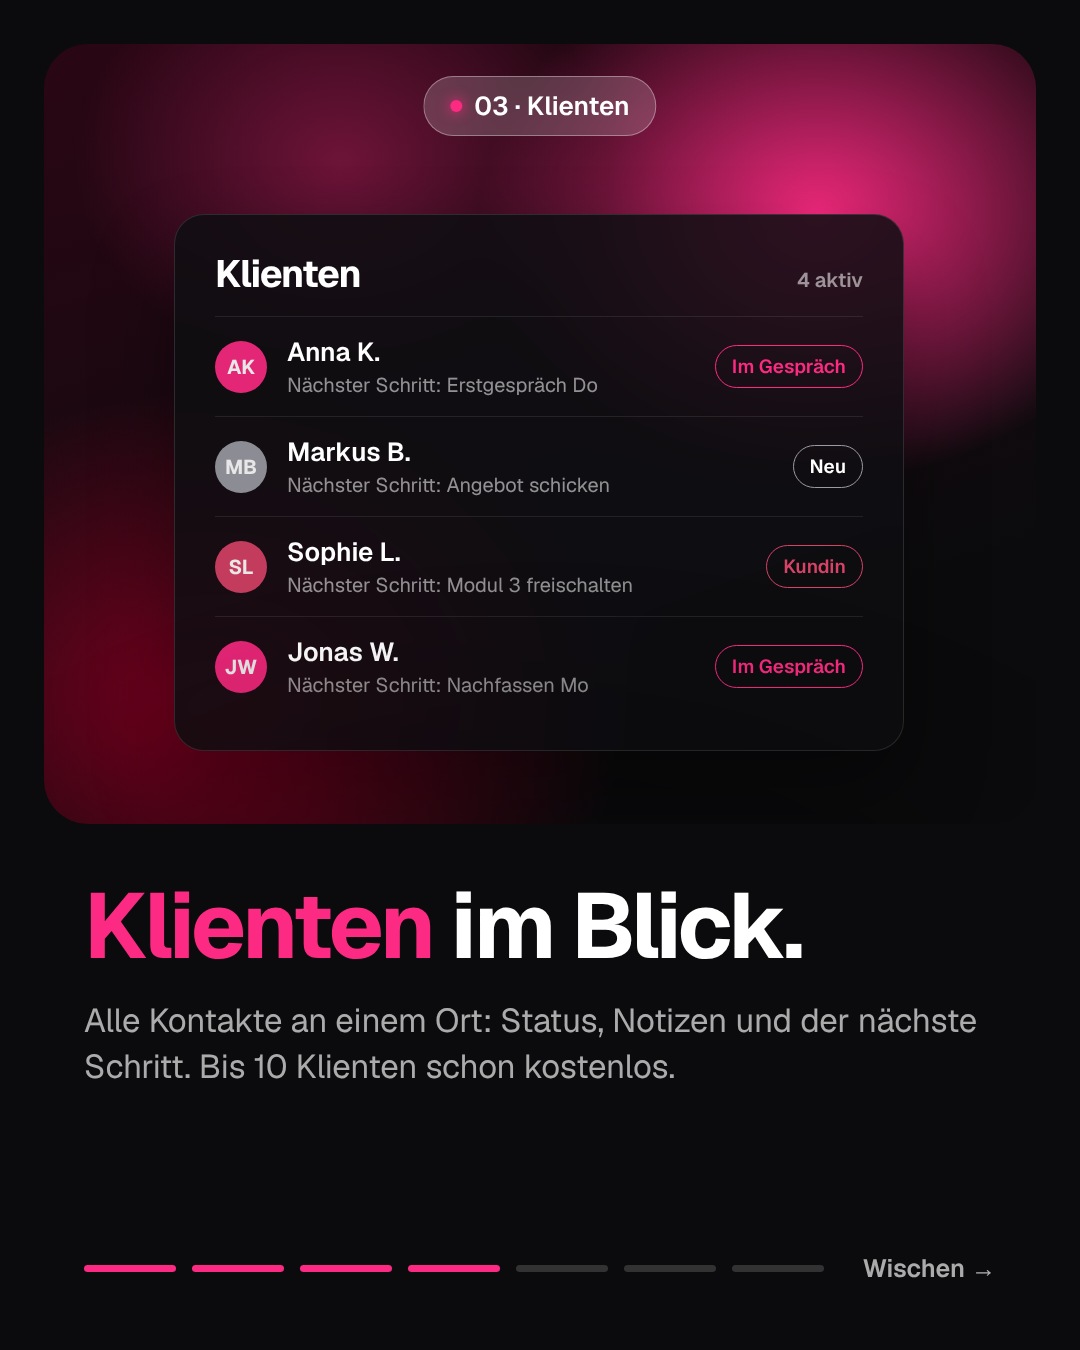 03 · Klienten
Klienten
4 aktiv
AK
Anna K.
Nächster Schritt: Erstgespräch Do
Im Gespräch
MB
Markus B.
Nächster Schritt: Angebot schicken
Neu
SL
Sophie L.
Nächster Schritt: Modul 3 freischalten
Kundin
JW
Jonas W.
Nächster Schritt: Nachfassen Mo
Im Gespräch
Klienten im Blick.
Alle Kontakte an einem Ort: Status, Notizen und der nächste
Schritt. Bis 10 Klienten schon kostenlos.
Wischen →